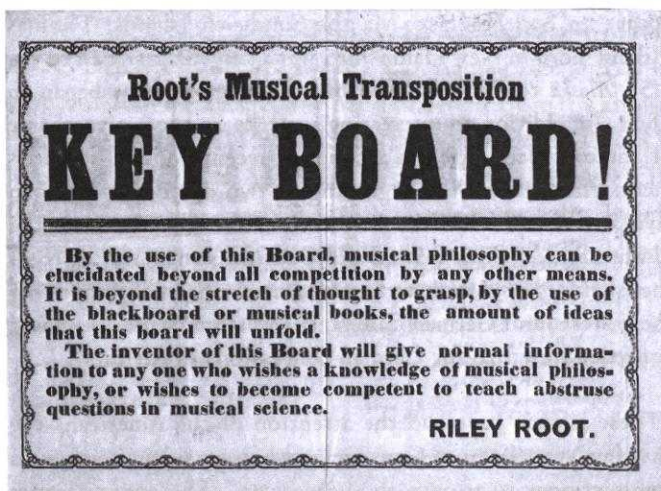 Root's Musical Transposition
KEY BOARD!
By the use of this Board, musical philosophy can be
elucidated beyond all competition by any other means.
It is beyond the stretch of thought to grasp, by the use of
the blackboard or musical books, the amount of ideas
that this board will unfold.
The inventor of this Board will give normal informa-
tion to any one who wishes a knowledge of musical philos-
ophy, or wishes to become competent to teach abstruse
questions in musical science.
RILEY ROOT.